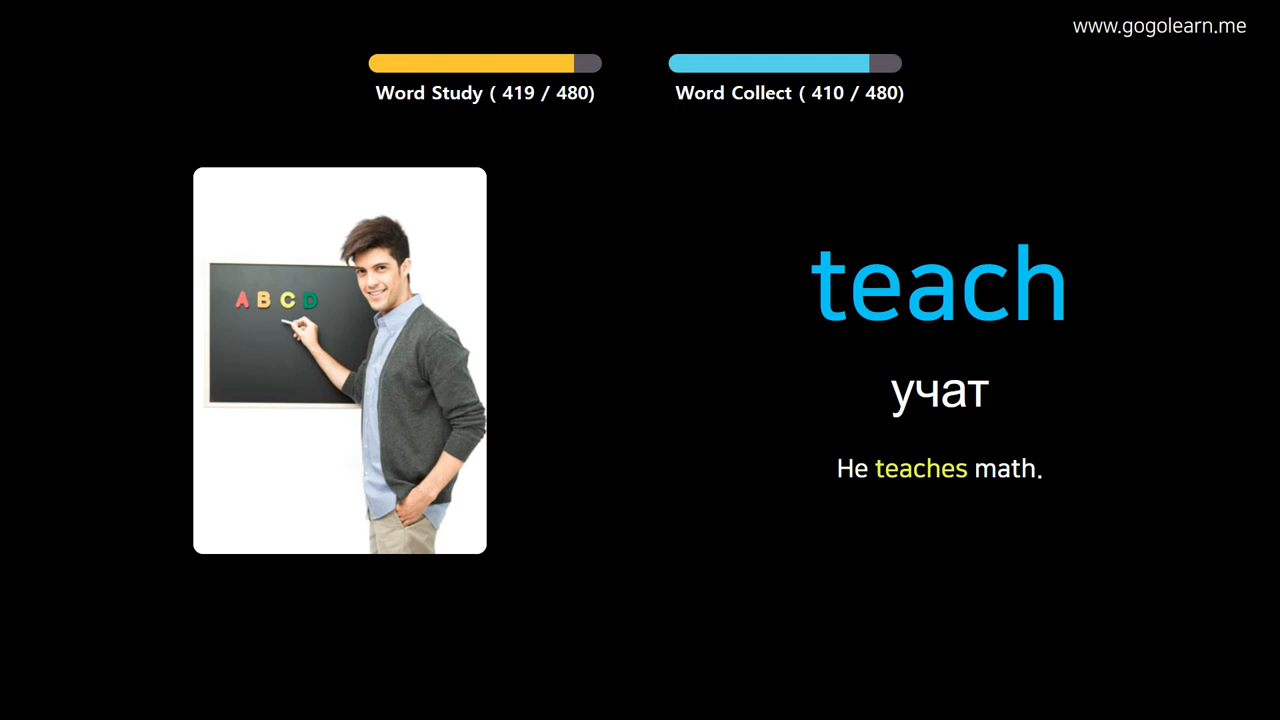 www.gogolearn.me
Word Study ( 419 / 480)
Word Collect ( 410 / 480)
A B C D
teach
учат
He teaches math.